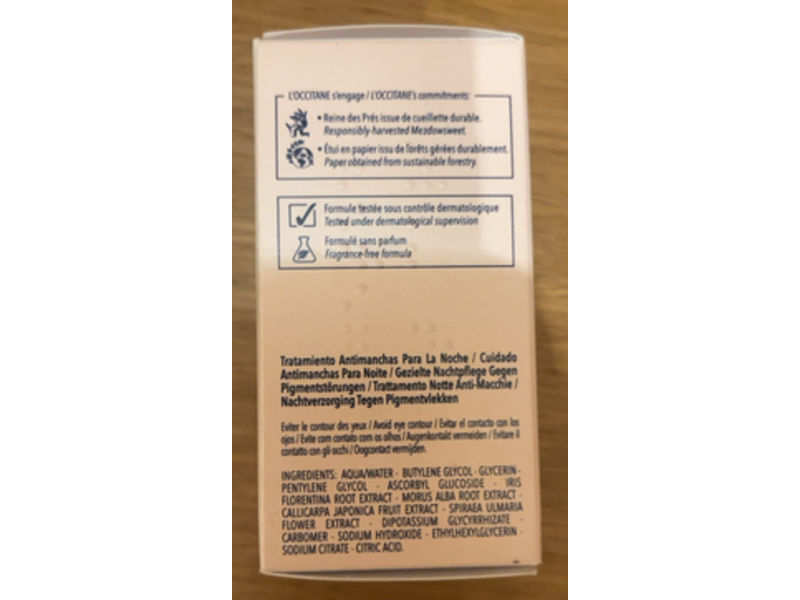 L'OCCITANE s'engage / L'OCCITANE's commitments:
• Reine des Prés issue de cueillette durable.
Responsibly-harvested Meadowsweet.
• Étui en papier issu de forêts gérées durablement.
Paper obtained from sustainable forestry.
Formule testée sous contrôle dermatologique
Tested under dermatological supervision
Formulé sans parfum
Fragrance-free formula
Tratamiento Antimanchas Para La Noche / Cuidado
Antimanchas Para Noite / Gezielte Nachtpflege Gegen
Pigmentstörungen / Trattamento Notte Anti-Macchie /
Nachtverzorging Tegen Pigmentvlekken
Eviter le contour des yeux / Avoid eye contour / Evitar el contacto con los
ojos / Evite com contato com os olhos / Augenkontakt vermeiden / Evitare il
contatto con gli occhi / Oogcontact vermijden.
INGREDIENTS: AQUA/WATER - BUTYLENE GLYCOL - GLYCERIN -
PENTYLENE GLYCOL - ASCORBYL GLUCOSIDE - IRIS
FLORENTINA ROOT EXTRACT - MORUS ALBA ROOT EXTRACT -
CALLICARPA JAPONICA FRUIT EXTRACT - SPIRAEA ULMARIA
FLOWER EXTRACT - DIPOTASSIUM GLYCYRRHIZATE -
CARBOMER - SODIUM HYDROXIDE - ETHYLHEXYLGLYCERIN -
SODIUM CITRATE - CITRIC ACID.